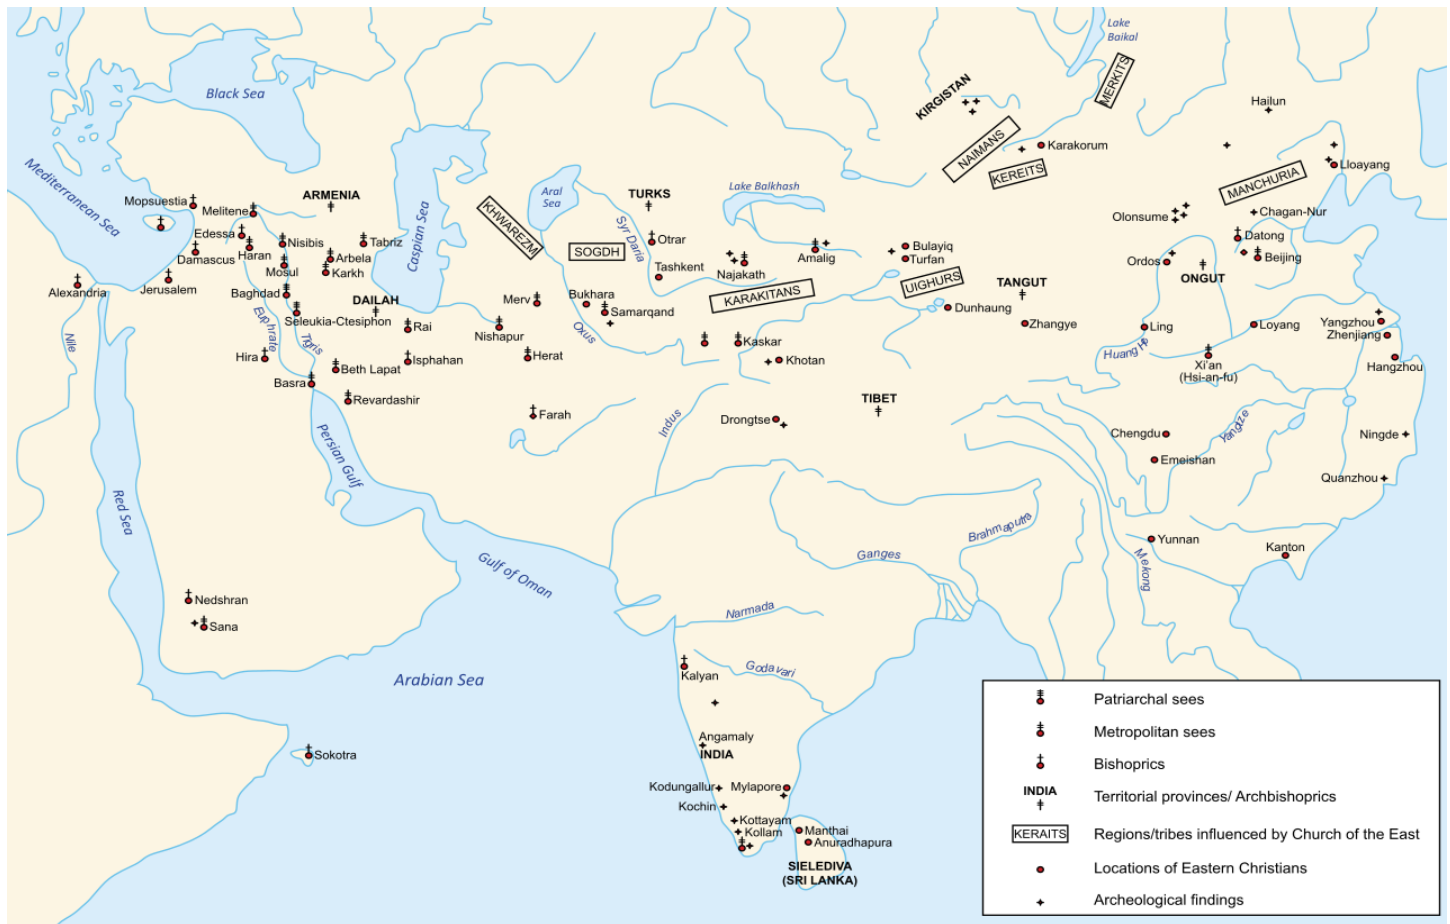 Lake
Baikal
Black Sea
KIRGISTAN
MERKITS
Hailun
NAIMANS
Karakorum
KEREITS
Lloayang
MANCHURIA
Mediterranean Sea
Mopsuestia
Melitene
ARMENIA
Caspian Sea
KHWAREZM
Aral
Sea
TURKS
Lake Balkhash
Olonsume
Chagan-Nur
Edessa
Haran
Nisibis
Tabriz
Damascus
Mosul
Arbela
Karkh
SOGDH
Syr Daria
Otrar
Tashkent
Najakath
Amalig
Bulayiq
Turfan
Datong
Beijing
Ordos
ONGUT
Alexandria
Jerusalem
Baghdad
DAILAH
Seleukia-Ctesiphon
Merv
Bukhara
Samarqand
KARAKITANS
UIGHURS
TANGUT
Dunhaung
Zhangye
Nile
Euphrate
Tigris
Rai
Nishapur
Oxus
Ling
Loyang
Yangzhou
Zhenjiang
Hira
Beth Lapat
Isphahan
Herat
Kaskar
Khotan
Huang Ho
Xi'an
(Hsi-an-fu)
Hangzhou
Basra
Revardashir
Farah
Indus
Drongtse
TIBET
Persian Gulf
Chengdu
Yangtze
Ningde
Emeishan
Quanzhou
Red Sea
Gulf of Oman
Ganges
Brahmaputra
Mekong
Yunnan
Kanton
Nedshran
Sana
Narmada
Kalyan
Godavari
Arabian Sea
Sokotra
Angamaly
INDIA
Kodungallur
Mylapore
Kochin
Kottayam
Kollam
Manthai
Anuradhapura
SIELEDIVA
(SRI LANKA)
Patriarchal sees
Metropolitan sees
Bishoprics
INDIA
Territorial provinces/ Archbishoprics
KERAITS
Regions/tribes influenced by Church of the East
Locations of Eastern Christians
Archeological findings